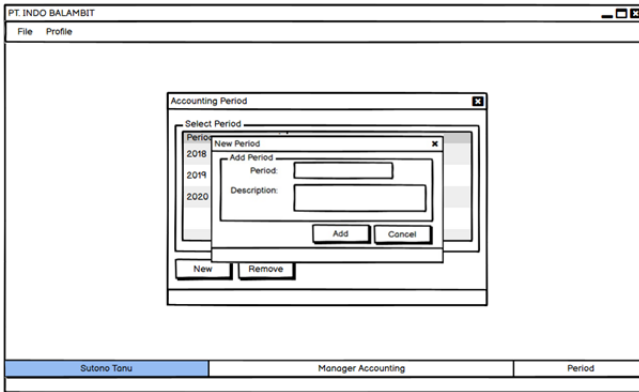 PT. INDO BALAMBIT
File Profile
Accounting Period
Select Period
New Period
Add Period
Period:
Description:
Add Cancel
2018
2019
2020
New Remove
Sutono Tanu Manager Accounting Period